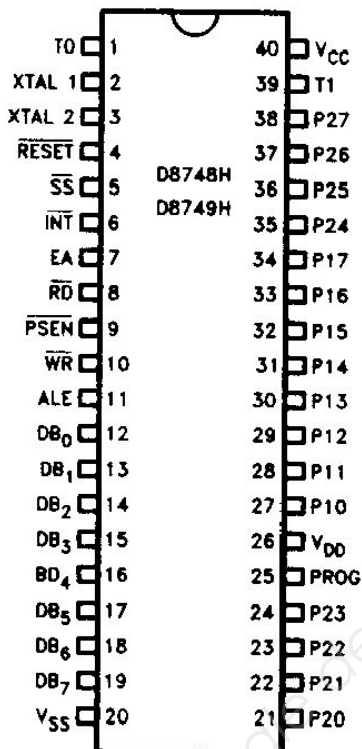 T0 1 40 VCC
XTAL 1 2 39 T1
XTAL 2 3 38 P27
RESET 4 37 P26
SS 5 36 P25
INT 6 35 P24
EA 7 34 P17
RD 8 33 P16
PSEN 9 32 P15
WR 10 31 P14
ALE 11 30 P13
DB0 12 29 P12
DB1 13 28 P11
DB2 14 27 P10
DB3 15 26 VDD
BD4 16 25 PROG
DB5 17 24 P23
DB6 18 23 P22
DB7 19 22 P21
VSS 20 21 P20
D8748H
D8749H